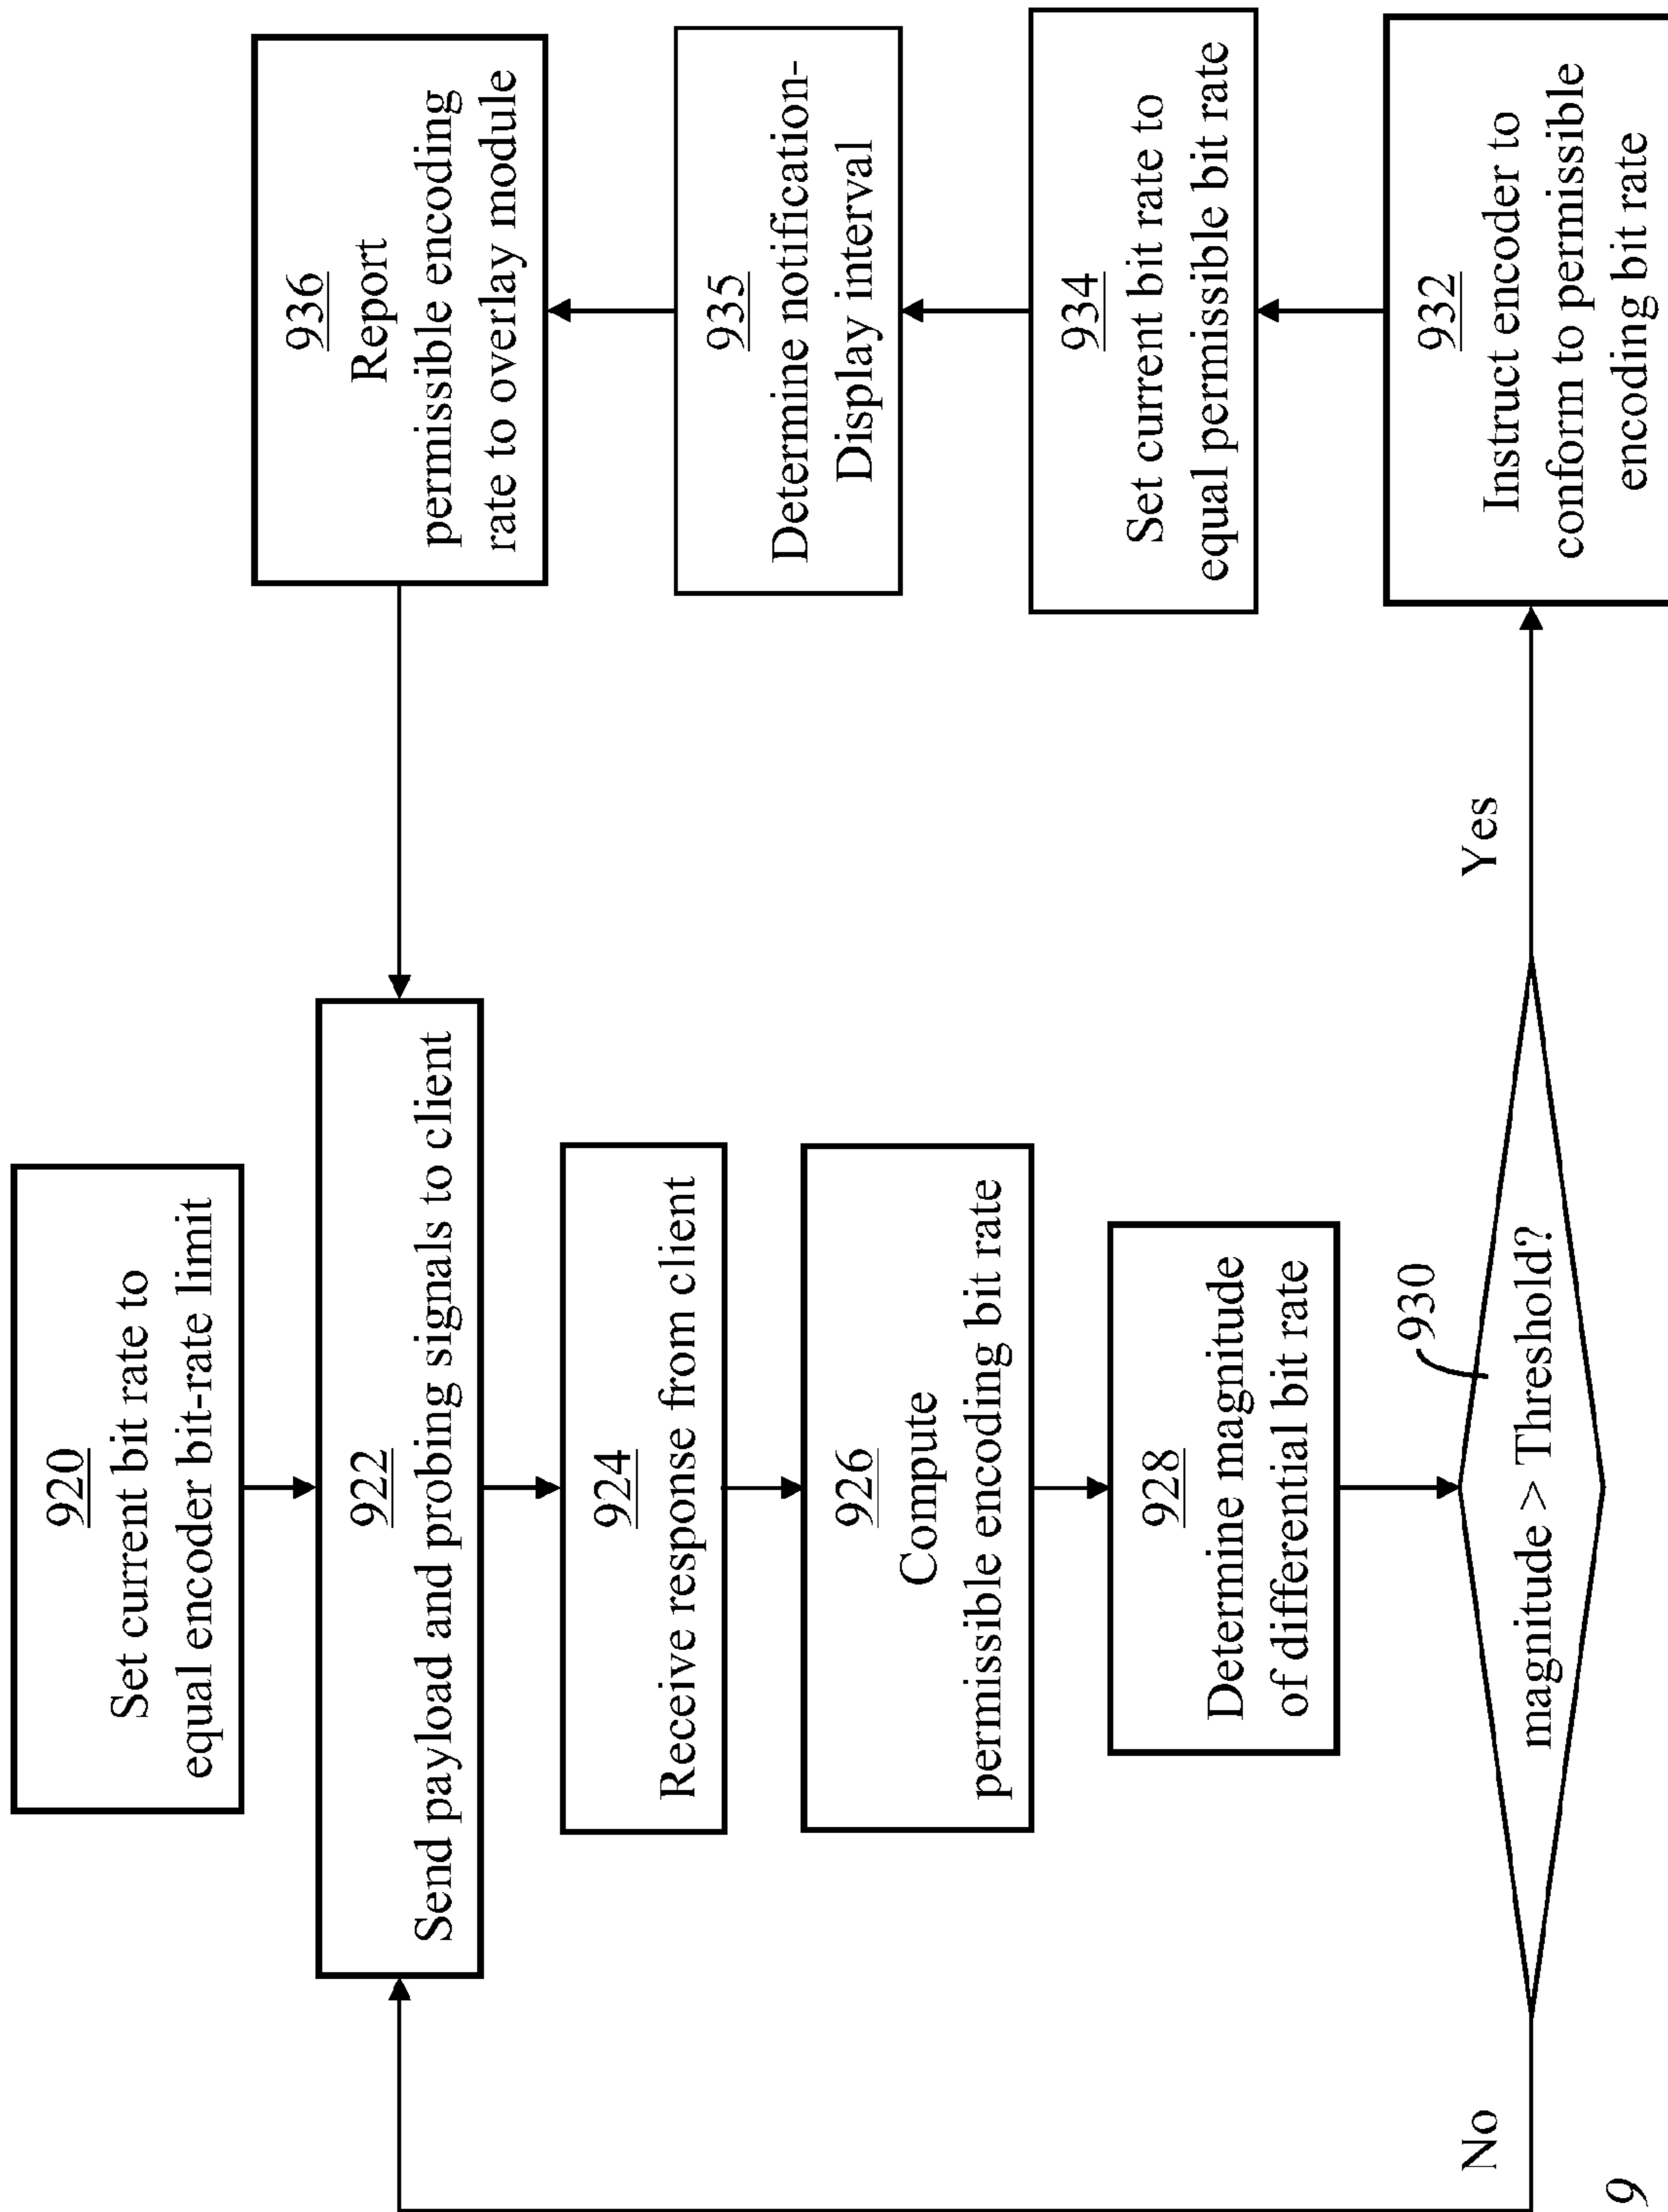 920
Set current bit rate to
equal encoder bit-rate limit
922
Send payload and probing signals to client
924
Receive response from client
926
Compute
permissible encoding bit rate
928
Determine magnitude
of differential bit rate
930
magnitude > Threshold?
No
Yes
932
Instruct encoder to
conform to permissible
encoding bit rate
934
Set current bit rate to
equal permissible bit rate
935
Determine notification-
Display interval
936
Report
permissible encoding
rate to overlay module
9